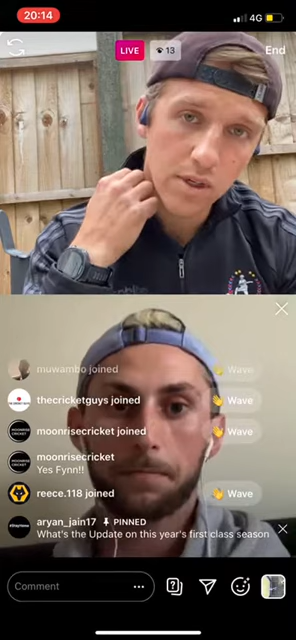 20:14
4G
LIVE
13
End
muwambo joined
Wave
thecricketguys joined
Wave
moonrisecricket joined
Wave
moonrisecricket
Yes Fynn!!
reece.118 joined
Wave
aryan_jain17 PINNED
What's the Update on this year's first class season
Comment